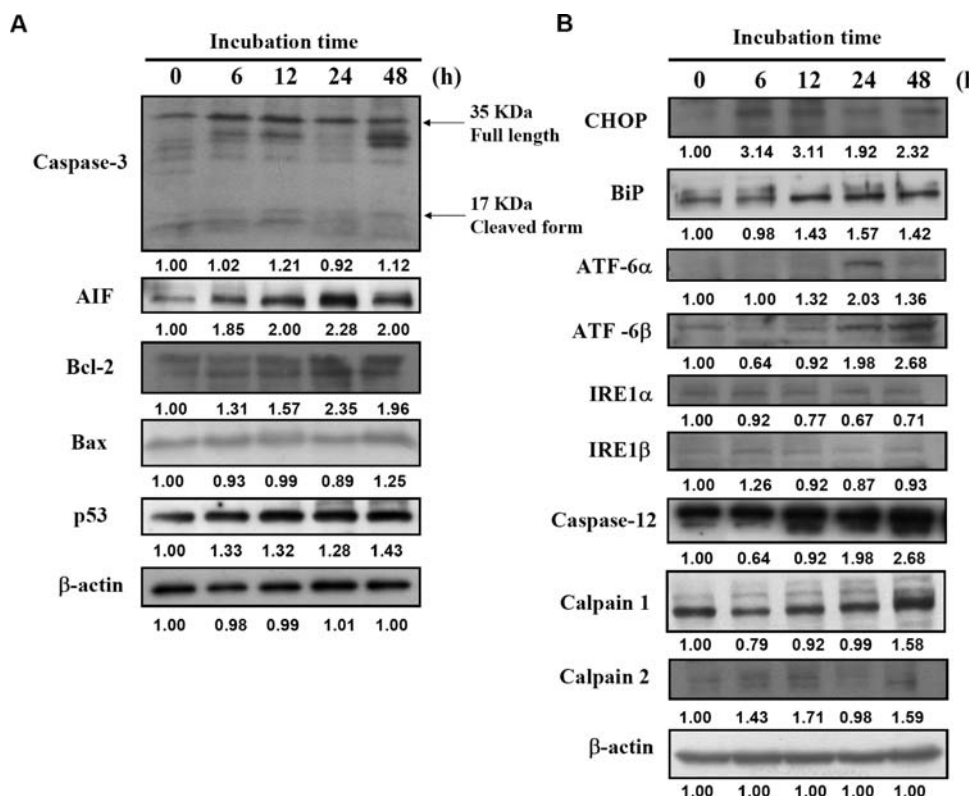 A
Incubation time
0 6 12 24 48 (h)
Caspase-3
35 KDa
Full length
17 KDa
Cleaved form
1.00 1.02 1.21 0.92 1.12
AIF
1.00 1.85 2.00 2.28 2.00
Bcl-2
1.00 1.31 1.57 2.35 1.96
Bax
1.00 0.93 0.99 0.89 1.25
p53
1.00 1.33 1.32 1.28 1.43
β-actin
1.00 0.98 0.99 1.01 1.00
B
Incubation time
0 6 12 24 48 (
CHOP
1.00 3.14 3.11 1.92 2.32
BiP
1.00 0.98 1.43 1.57 1.42
ATF-6α
1.00 1.00 1.32 2.03 1.36
ATF -6β
1.00 0.64 0.92 1.98 2.68
IRE1α
1.00 0.92 0.77 0.67 0.71
IRE1β
1.00 1.26 0.92 0.87 0.93
Caspase-12
1.00 0.64 0.92 1.98 2.68
Calpain 1
1.00 0.79 0.92 0.99 1.58
Calpain 2
1.00 1.43 1.71 0.98 1.59
β-actin
1.00 1.00 1.00 1.00 1.00